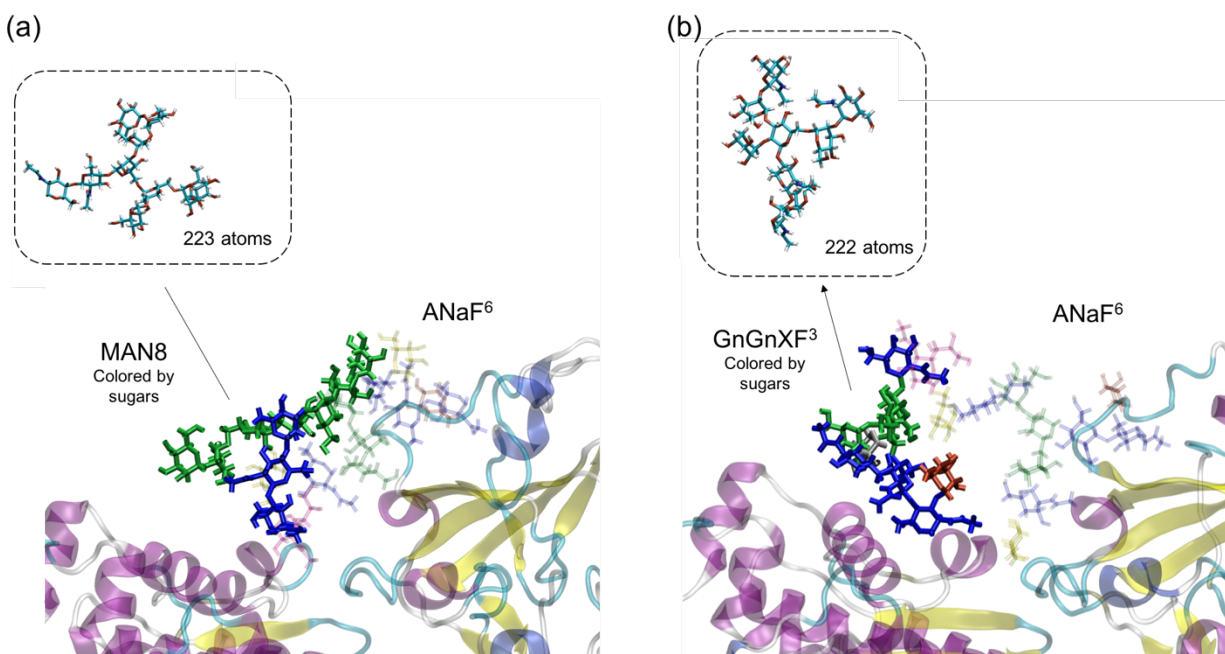 (a)
223 atoms
MAN8
Colored by
sugars
ANaF⁶
(b)
222 atoms
GnGnXF³
Colored by
sugars
ANaF⁶